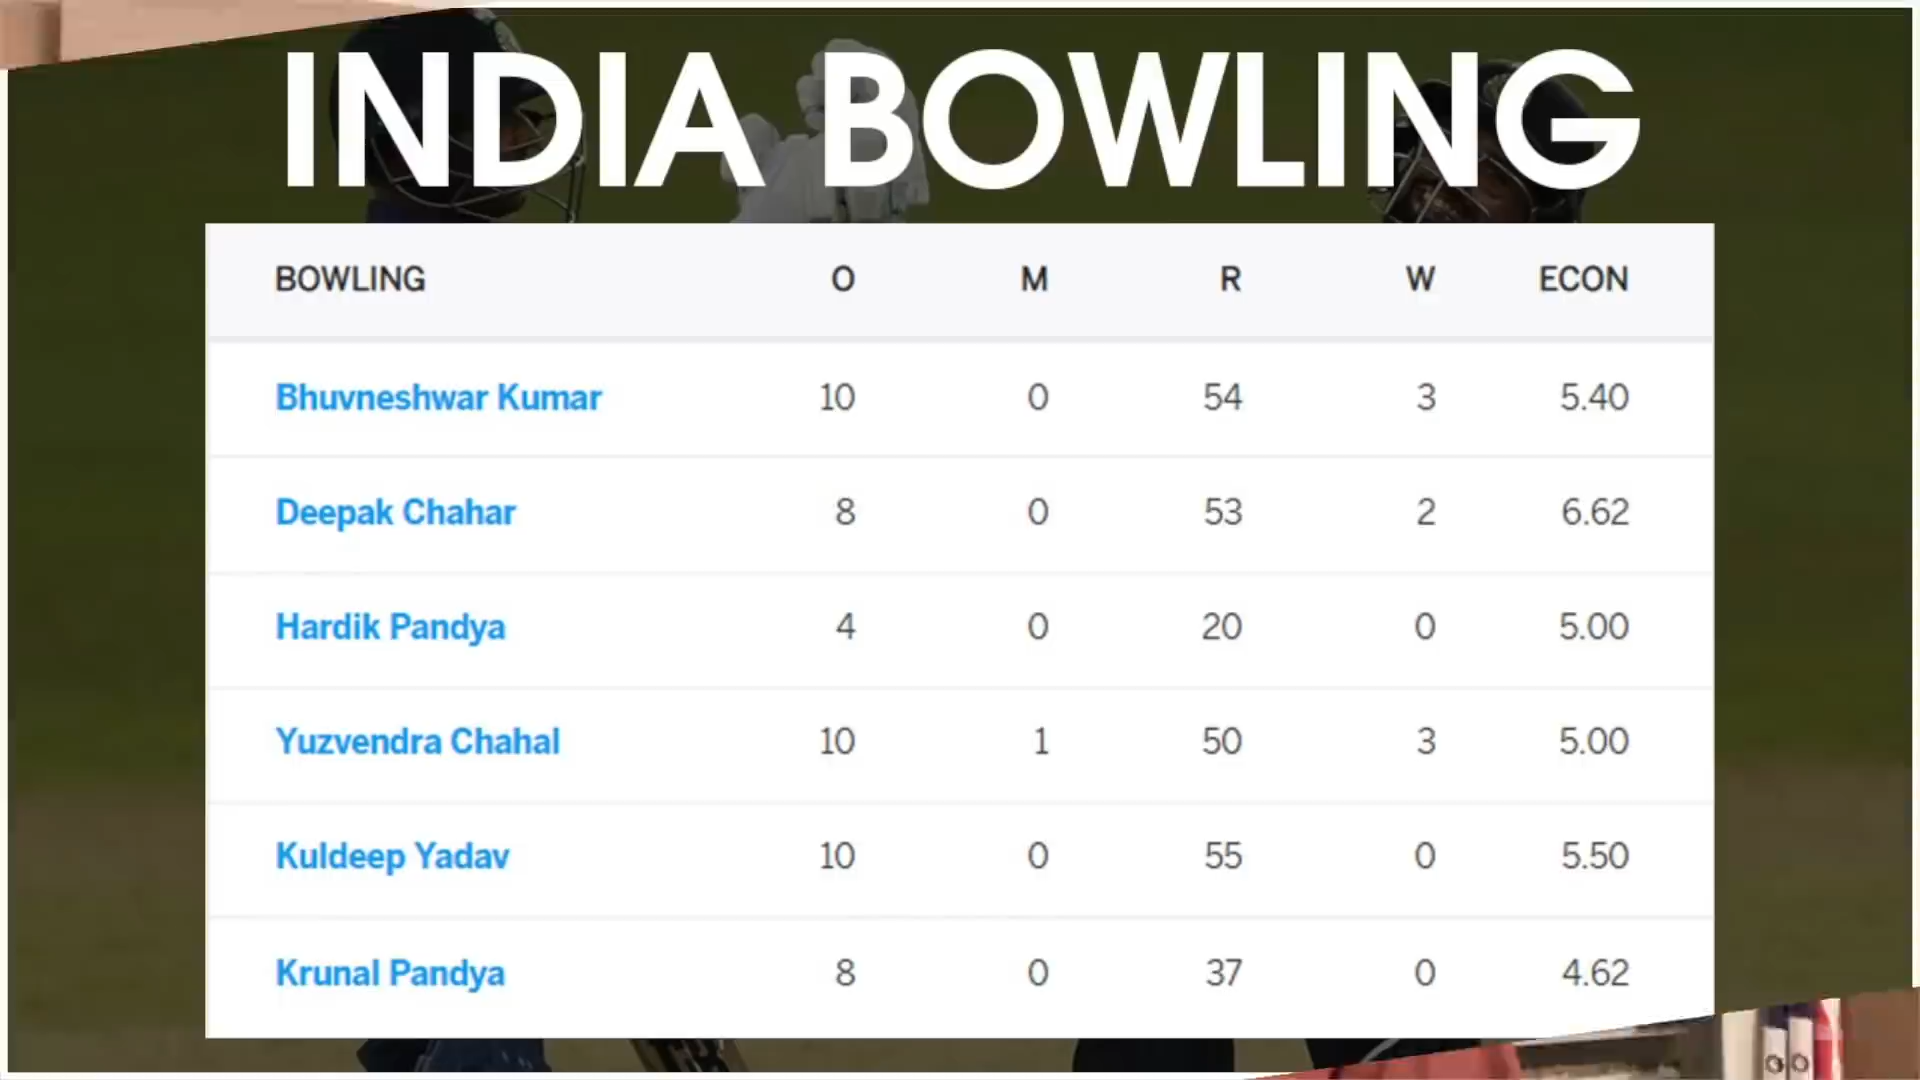 INDIA BOWLING
BOWLING O M R W ECON
Bhuvneshwar Kumar 10 0 54 3 5.40
Deepak Chahar 8 0 53 2 6.62
Hardik Pandya 4 0 20 0 5.00
Yuzvendra Chahal 10 1 50 3 5.00
Kuldeep Yadav 10 0 55 0 5.50
Krunal Pandya 8 0 37 0 4.62